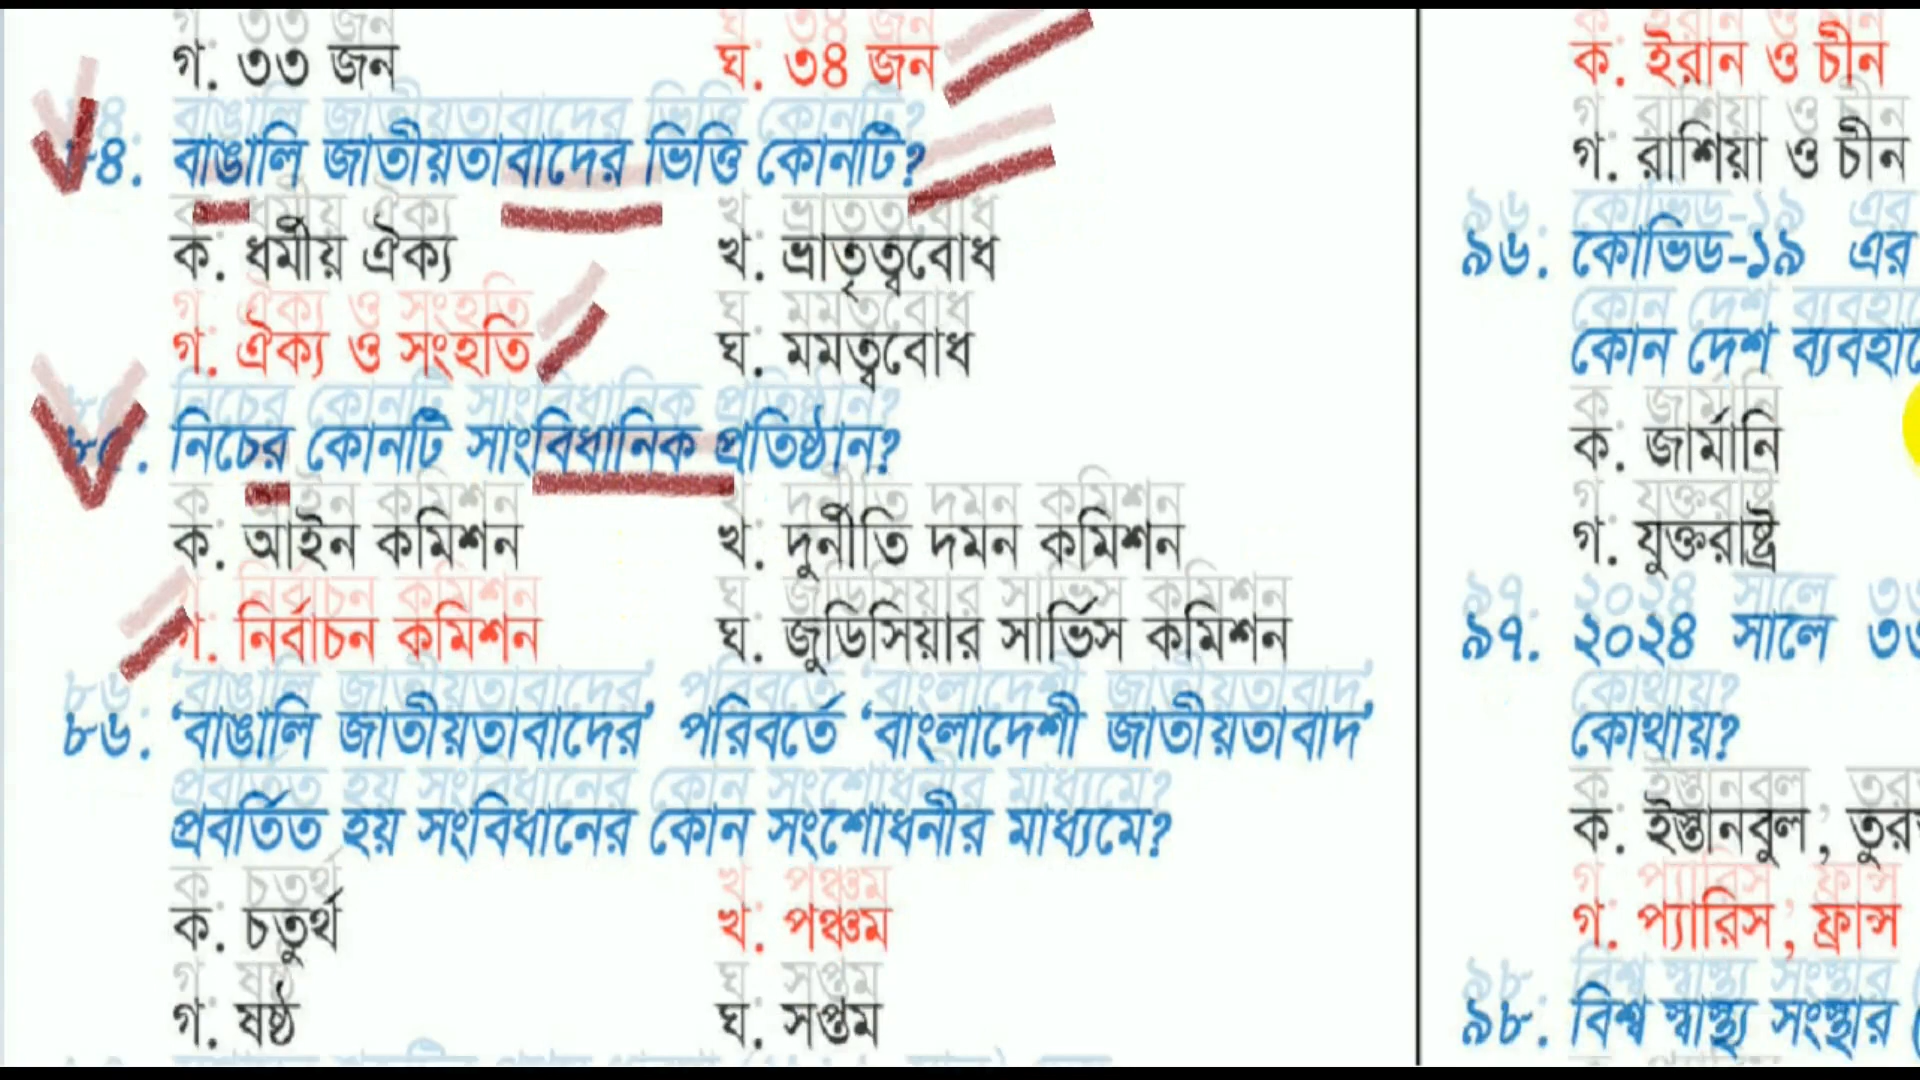 গ. ৩৩ জন
ঘ. ৩৪ জন
৮৪. বাঙালি জাতীয়তাবাদের ভিত্তি কোনটি?
ক. ধর্মীয় ঐক্য
খ. ভ্রাতৃত্ববোধ
গ. ঐক্য ও সংহতি
ঘ. মমত্ববোধ
৮৫. নিচের কোনটি সাংবিধানিক প্রতিষ্ঠান?
ক. আইন কমিশন
খ. দুর্নীতি দমন কমিশন
গ. নির্বাচন কমিশন
ঘ. জুডিসিয়ার সার্ভিস কমিশন
৮৬. ‘বাঙালি জাতীয়তাবাদের’ পরিবর্তে ‘বাংলাদেশী জাতীয়তাবাদ’
প্রবর্তিত হয় সংবিধানের কোন সংশোধনীর মাধ্যমে?
ক. চতুর্থ
খ. পঞ্চম
গ. ষষ্ঠ
ঘ. সপ্তম
ক. ইরান ও চীন
গ. রাশিয়া ও চীন
৯৬. কোভিড-১৯ এর
কোন দেশ
ক. জার্মানি
গ. যুক্তরাষ্ট্র
৯৭. ২০২৪ সালে
কোথায়?
ক. ইস্তানবুল,
গ. প্যারিস, ফ্রান্স
৯৮. বিশ্ব স্বাস্থ্য সংস্থার